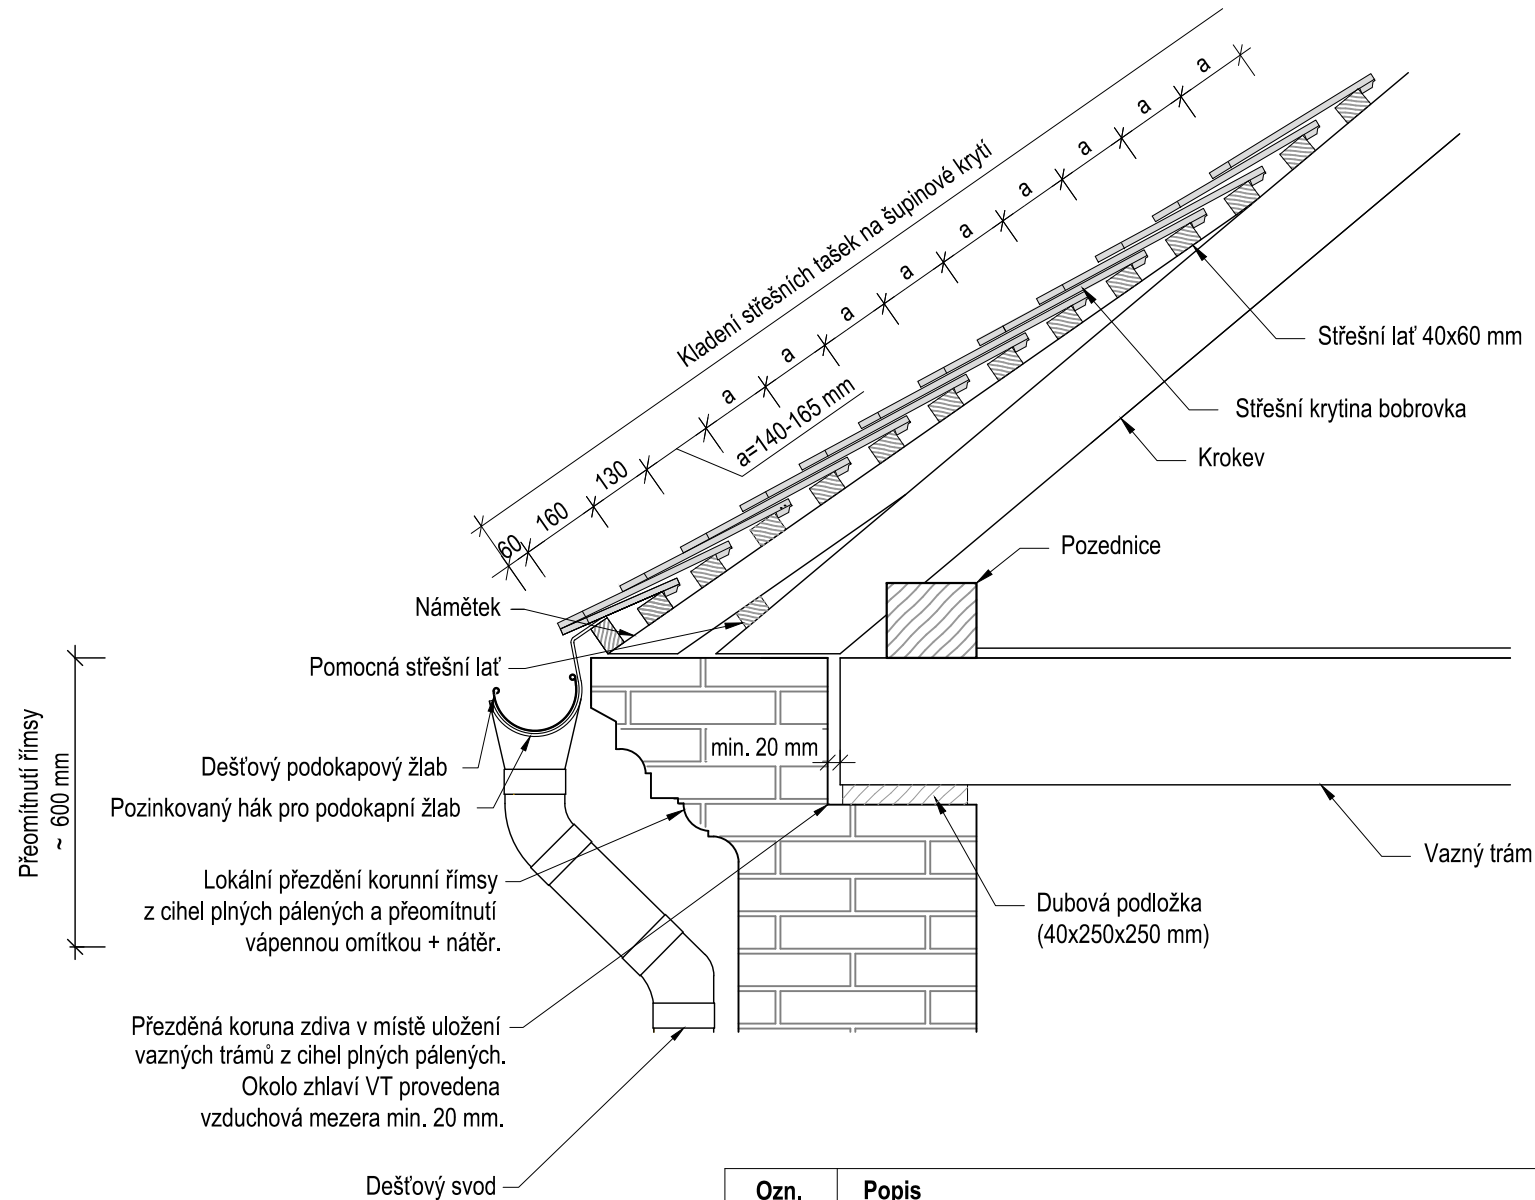 a
a
a
a
a
a
a
a
a
Kladení střešních tašek na šupinové krytí
a=140-165 mm
130
160
60
Střešní lať 40x60 mm
Střešní krytina bobrovka
Krokev
Pozednice
Námětek
Pomocná střešní lať
Přeomítnutí římsy
~ 600 mm
min. 20 mm
Dešťový podokapový žlab
Pozinkovaný hák pro podokapní žlab
Vazný trám
Lokální přezdění korunní římsy
z cihel plných pálených a přeomítnutí
vápennou omítkou + nátěr.
Dubová podložka
(40x250x250 mm)
Přezděná koruna zdiva v místě uložení
vazných trámů z cihel plných pálených.
Okolo zhlaví VT provedena
vzduchová mezera min. 20 mm.
Dešťový svod
Ozn. Popis